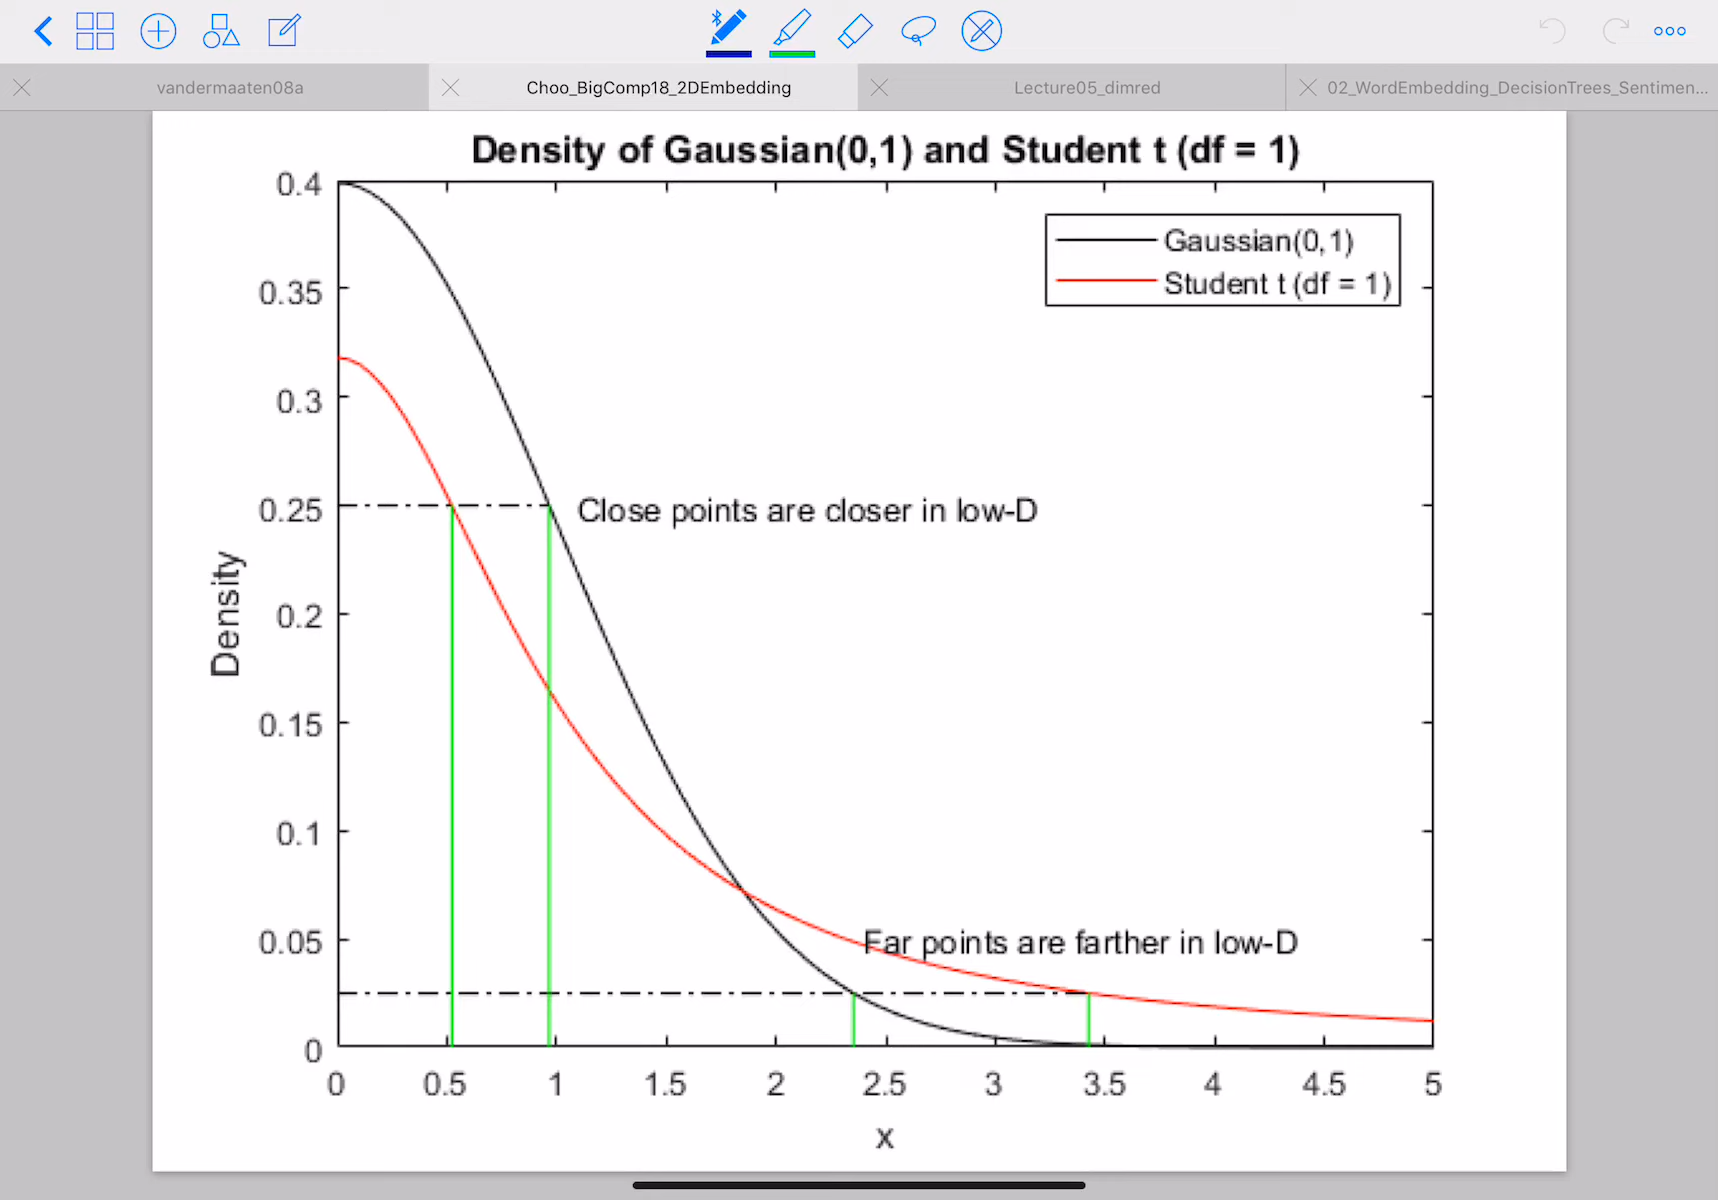 vandermaaten08a
Choo_BigComp18_2DEmbedding
Lecture05_dimred
02_WordEmbedding_DecisionTrees_Sentimen...
Density of Gaussian(0,1) and Student t (df = 1)
0.4
0.35
0.3
0.25
0.2
0.15
0.1
0.05
0
Density
Gaussian(0,1)
Student t (df = 1)
Close points are closer in low-D
Far points are farther in low-D
0 0.5 1 1.5 2 2.5 3 3.5 4 4.5 5
x